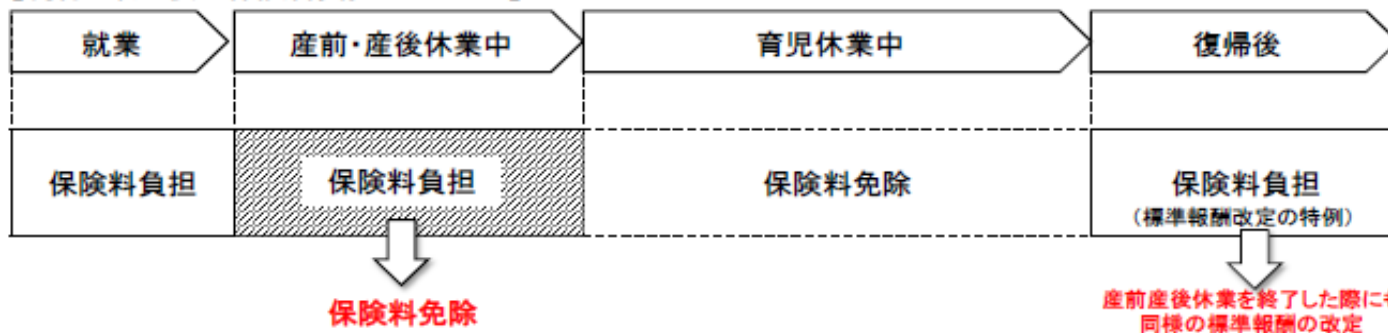 就業
産前・産後休業中
育児休業中
復帰後
保険料負担
保険料負担
保険料免除
保険料負担
(標準報酬改定の特例)
保険料免除
産前産後休業を終了した際に
同様の標準報酬の改定